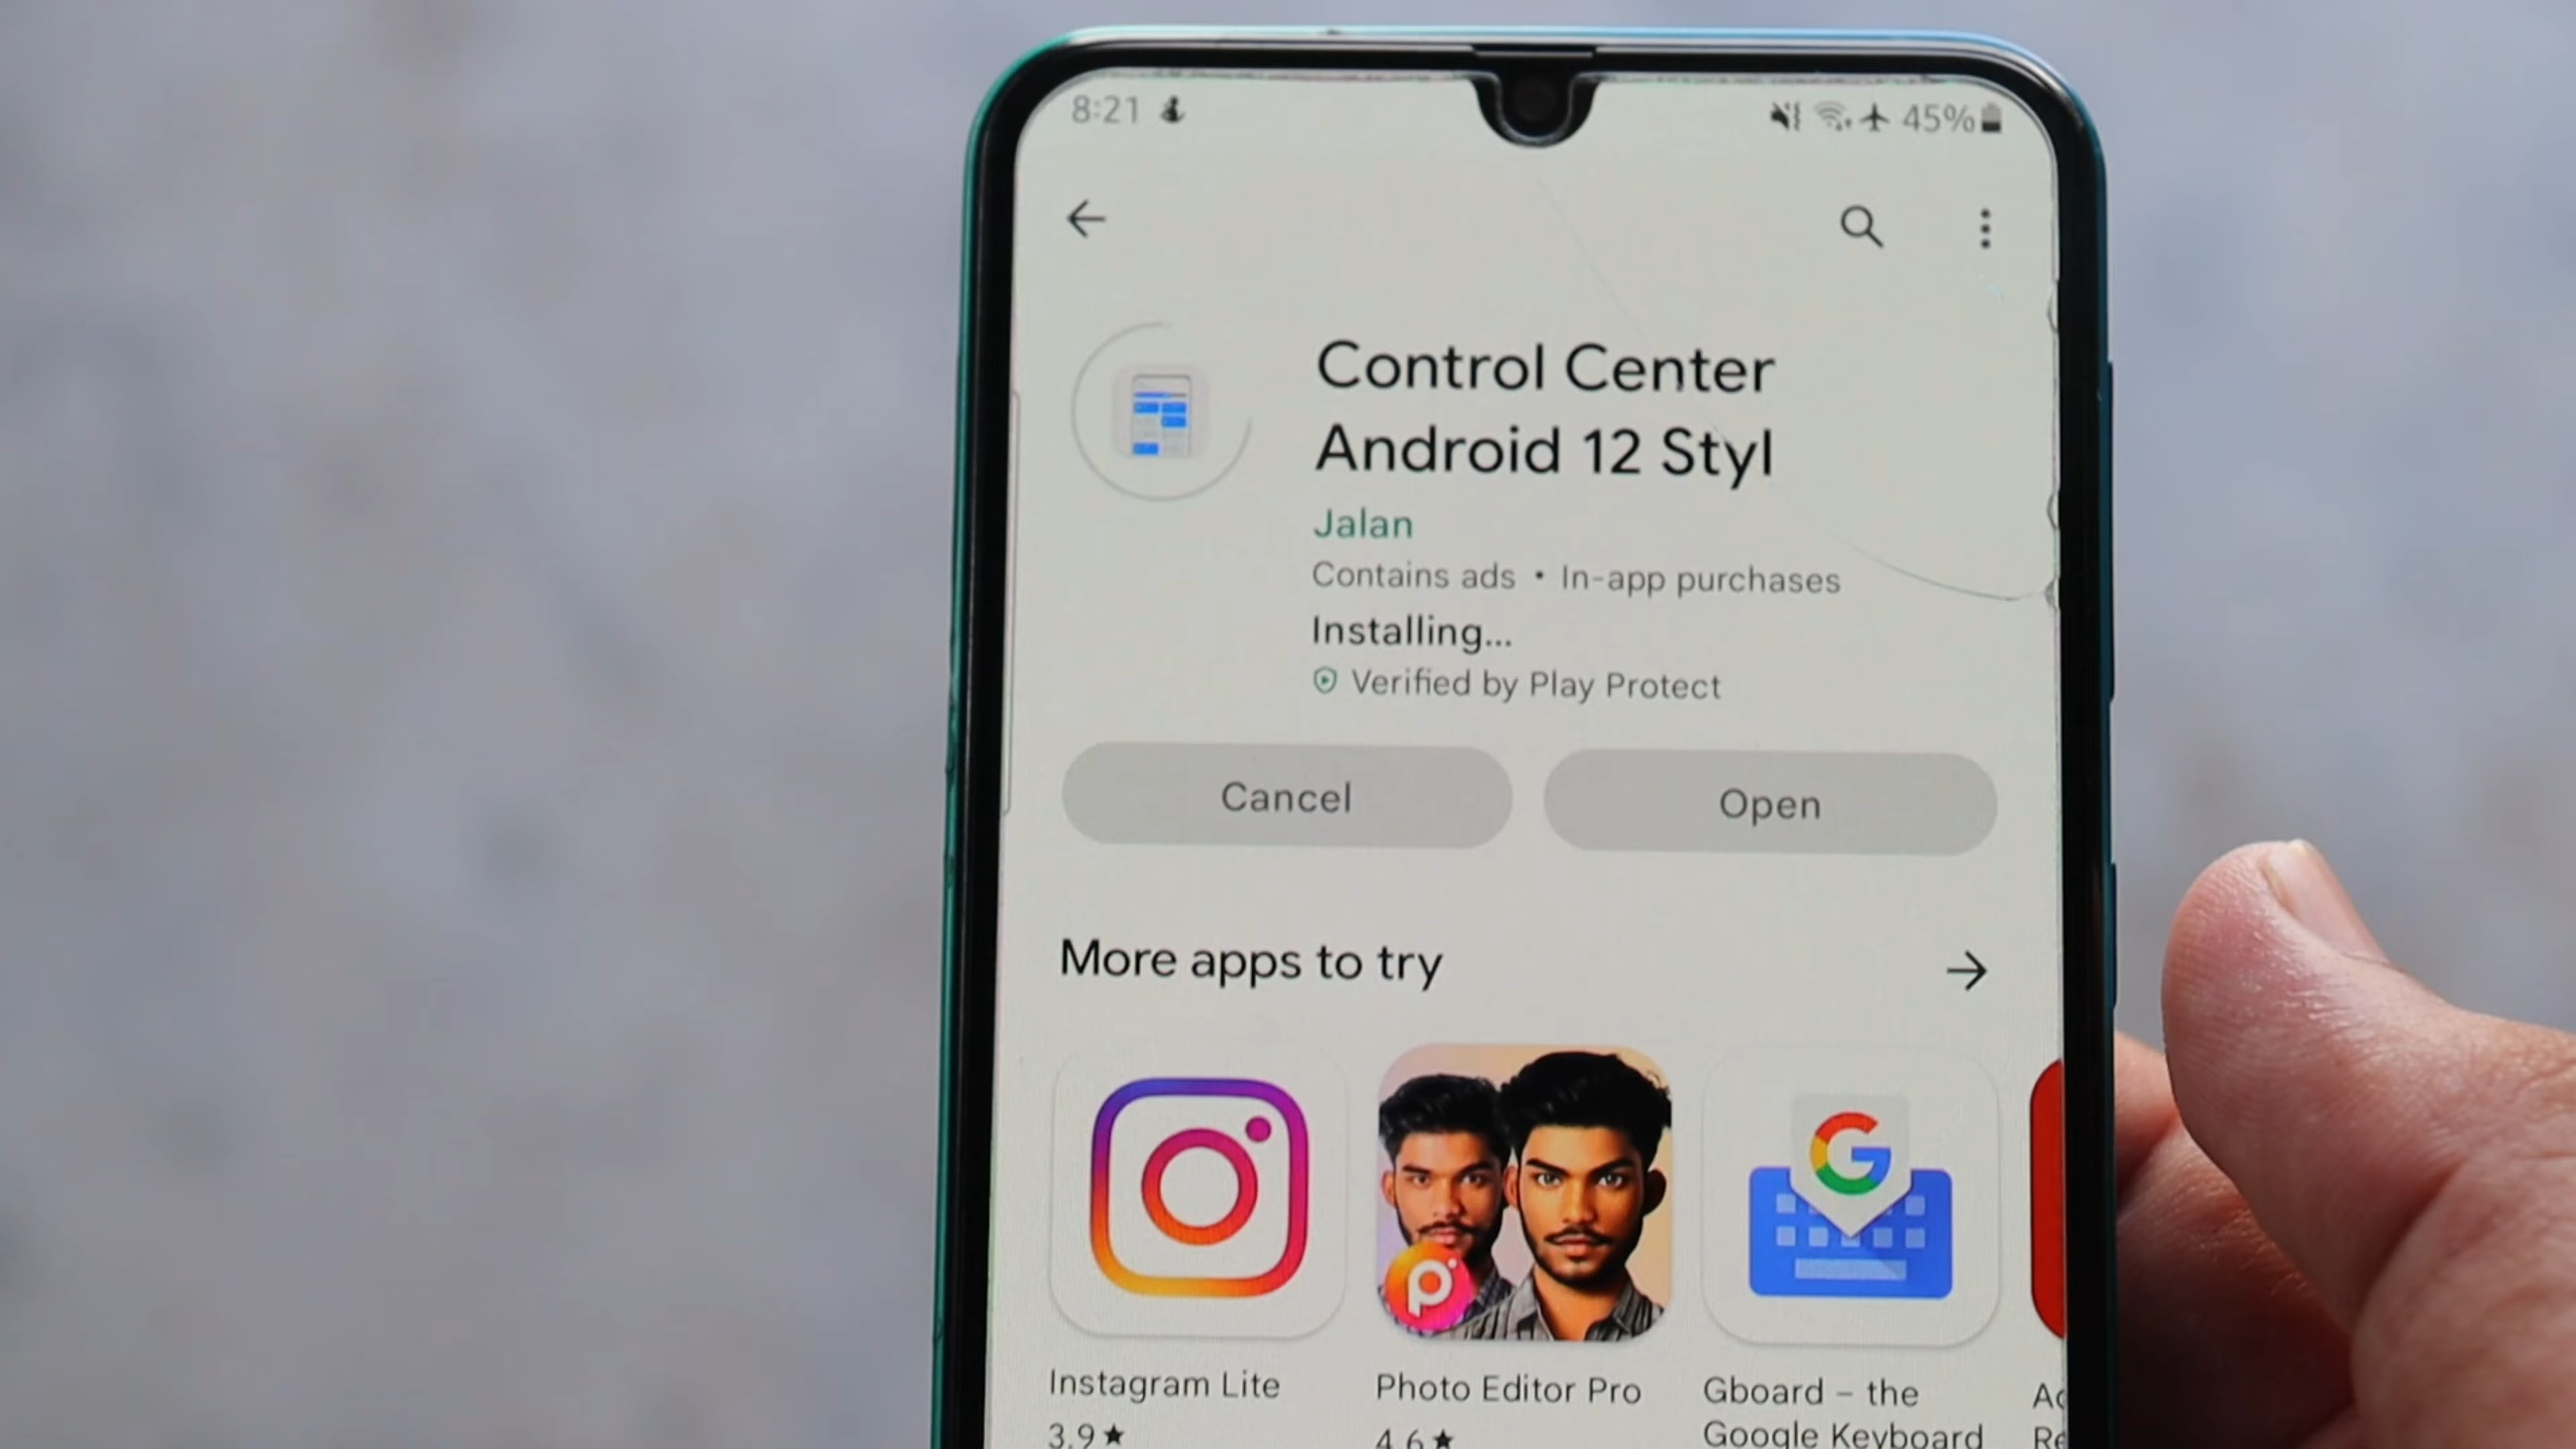 8:21
45%
Control Center
Android 12 Styl
Jalan
Contains ads • In-app purchases
Installing...
Verified by Play Protect
Cancel Open
More apps to try
Instagram Lite
3.9★
Photo Editor Pro
4.6★
Gboard – the
Google Keyboard